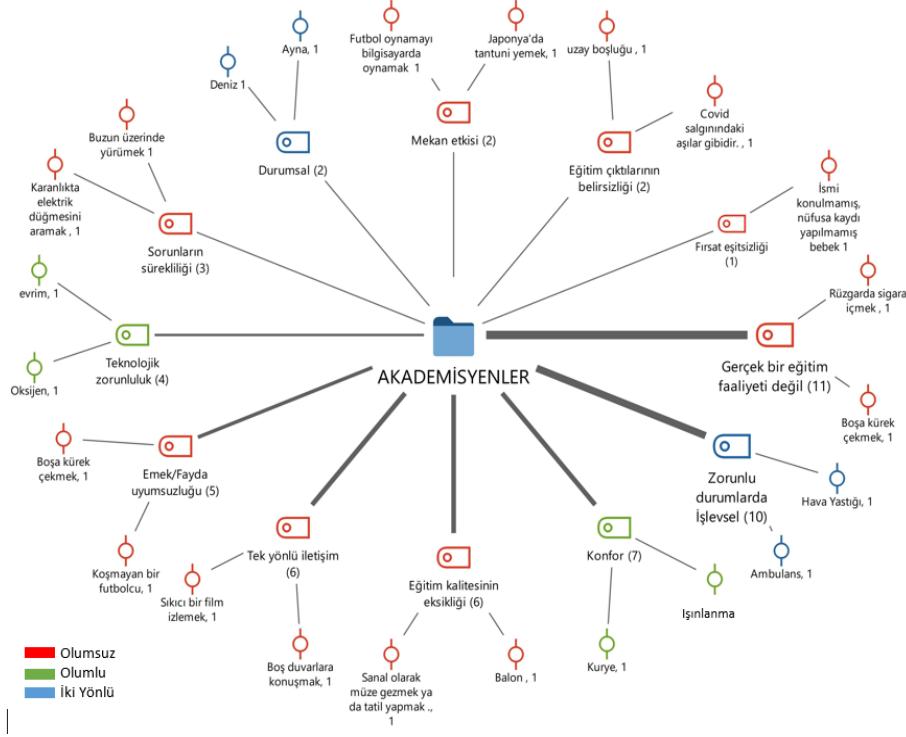 Ayna, 1
Deniz 1
Durumsal (2)
Futbol oynamayı
bilgisayarda
oynamak 1
Japonya'da
tantuni yemek, 1
Mekan etkisi (2)
uzay boşluğu , 1
Covid
salgınındaki
aşılar gibidir. , 1
Eğitim çıktılarının
belirsizliği (2)
Buzun üzerinde
yürümek 1
Karanlıkta
elektrik
düğmesini
aramak , 1
Sorunların
sürekliliği (3)
İsmi
konulmamış,
nüfusa kaydı
yapılmamış
bebek 1
Fırsat eşitsizliği
(1)
evrim, 1
Oksijen, 1
Teknolojik
zorunluluk (4)
AKADEMİSYENLER
Rüzgarda sigara
içmek , 1
Gerçek bir eğitim
faaliyeti değil (11)
Boşa kürek
çekmek, 1
Boşa kürek
çekmek, 1
Emek/Fayda
uyumsuzluğu (5)
Koşmayan bir
futbolcu, 1
Zorunlu
durumlarda
İşlevsel (10)
Hava Yastığı, 1
Ambulans, 1
Tek yönlü iletişim
(6)
Sıkıcı bir film
izlemek, 1
Boş duvarlara
konuşmak, 1
Eğitim kalitesinin
eksikliği (6)
Sanal olarak
müze gezmek ya
da tatil yapmak .,
1
Balon , 1
Konfor (7)
Işınlanma
Kurye, 1
Olumsuz
Olumlu
İki Yönlü